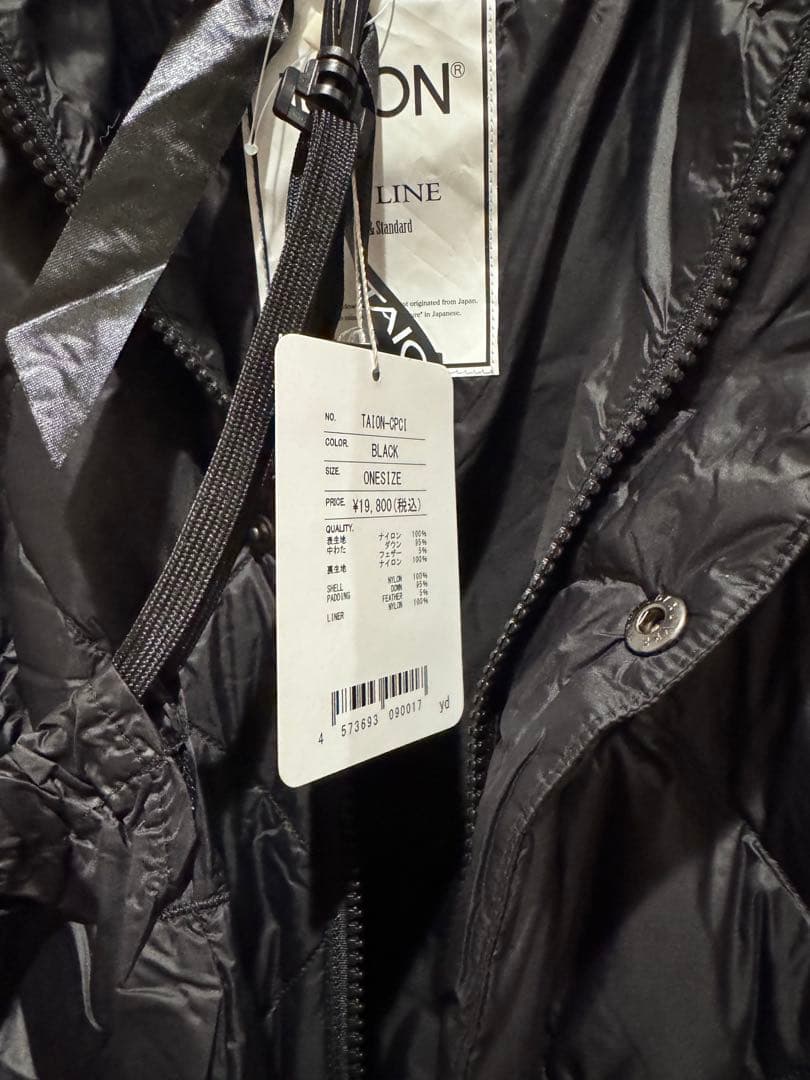 ON®
LINE
& Standard
ot originated from Japan.
in Japanese.
TAIO
NO. TAION-CPCI
COLOR. BLACK
SIZE. ONESIZE
PRICE. ¥19,800(税込)
QUALITY.
表生地 ナイロン 100%
中わた ダウン 95%
フェザー 5%
裏生地 ナイロン 100%
SHELL NYLON 100%
PADDING DOWN 95%
FEATHER 5%
LINER NYLON 100%
4 573693 090017 yd